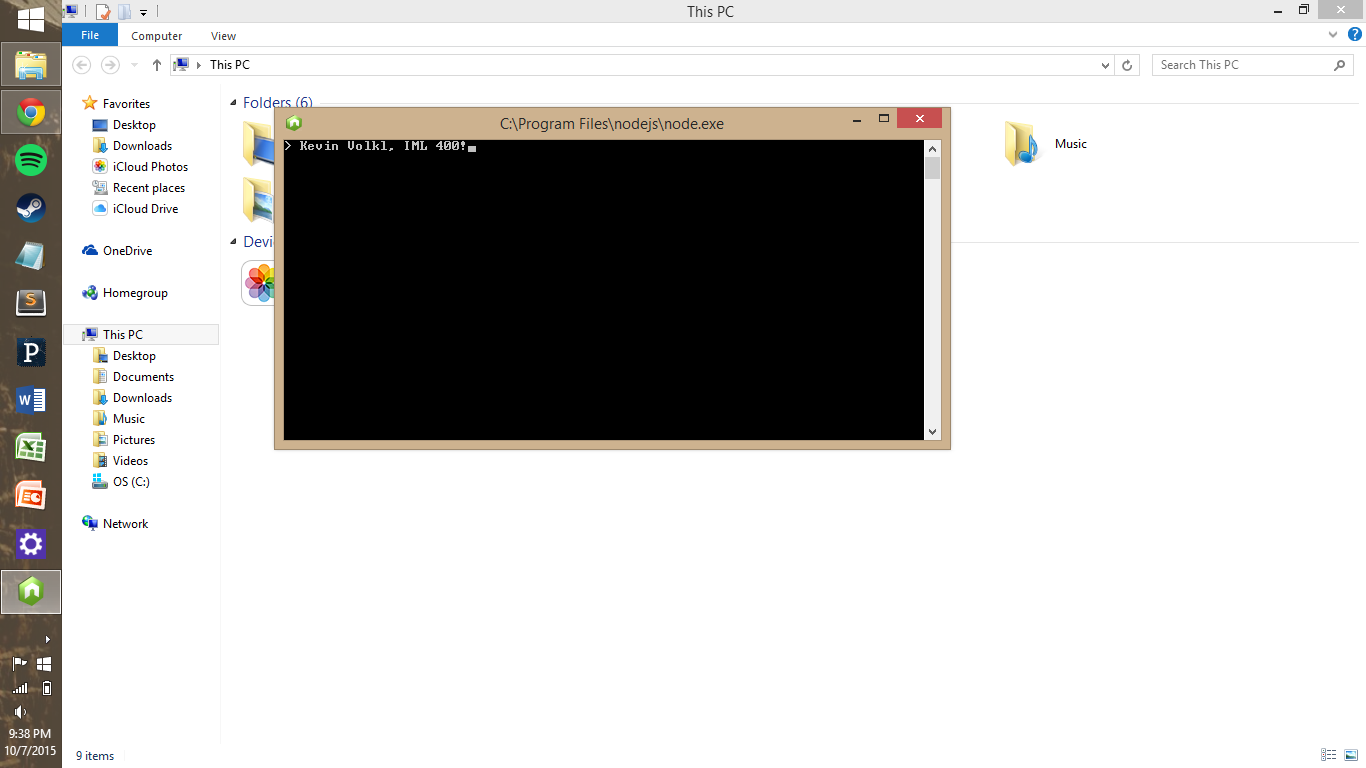 This PC
File
Computer
View
This PC
Search This PC
Favorites
Desktop
Downloads
iCloud Photos
Recent places
iCloud Drive
OneDrive
Homegroup
This PC
Desktop
Documents
Downloads
Music
Pictures
Videos
OS (C:)
Network
Folders (6)
Music
Devi
C:\Program Files\nodejs\node.exe
> Kevin Volkl, IML 400!
9:38 PM
10/7/2015
9 items